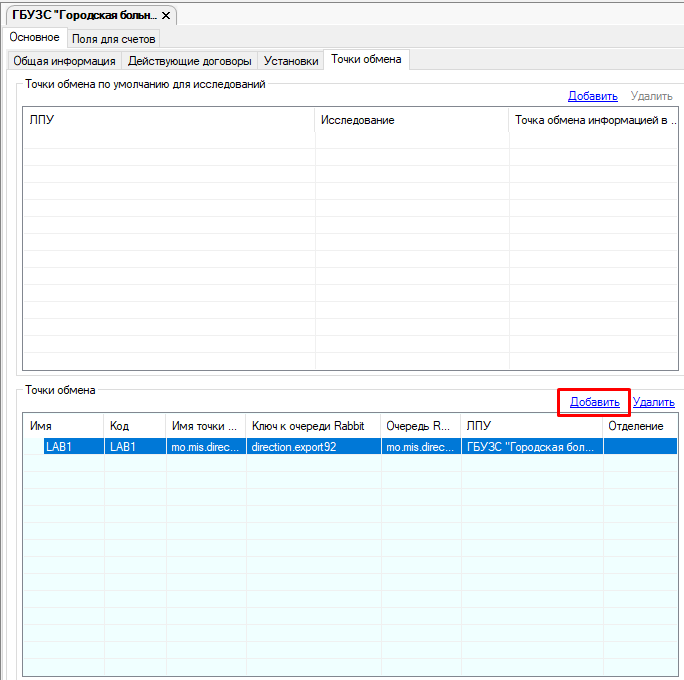 ГБУЗС "Городская больн...
Основное Поля для счетов
Общая информация Действующие договоры Установки Точки обмена
Точки обмена по умолчанию для исследований
Добавить Удалить
ЛПУ Исследование Точка обмена информацией в ..
Точки обмена
Добавить Удалить
Имя Код Имя точки ... Ключ к очереди Rabbit Очередь R... ЛПУ Отделение
LAB1 LAB1 mo.mis.direc... direction.export92 mo.mis.direc... ГБУЗС "Городская бол...